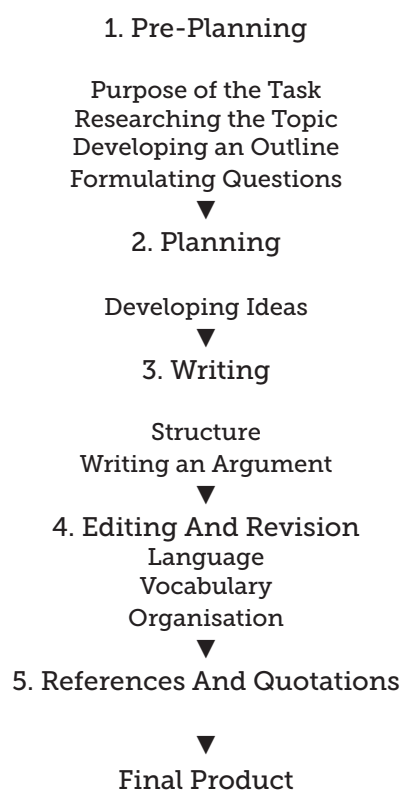 1. Pre-Planning
Purpose of the Task
Researching the Topic
Developing an Outline
Formulating Questions
▼
2. Planning
Developing Ideas
▼
3. Writing
Structure
Writing an Argument
▼
4. Editing And Revision
Language
Vocabulary
Organisation
▼
5. References And Quotations
▼
Final Product